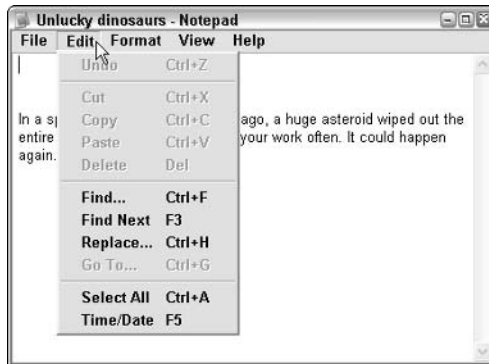 Unlucky dinosaurs - Notepad
File Edit Format View Help
Undo Ctrl+Z
Cut Ctrl+X
Copy Ctrl+C
Paste Ctrl+V
Delete Del
Find... Ctrl+F
Find Next F3
Replace... Ctrl+H
Go To... Ctrl+G
Select All Ctrl+A
Time/Date F5
In a ago, a huge asteroid wiped out the
entire your work often. It could happen
again.